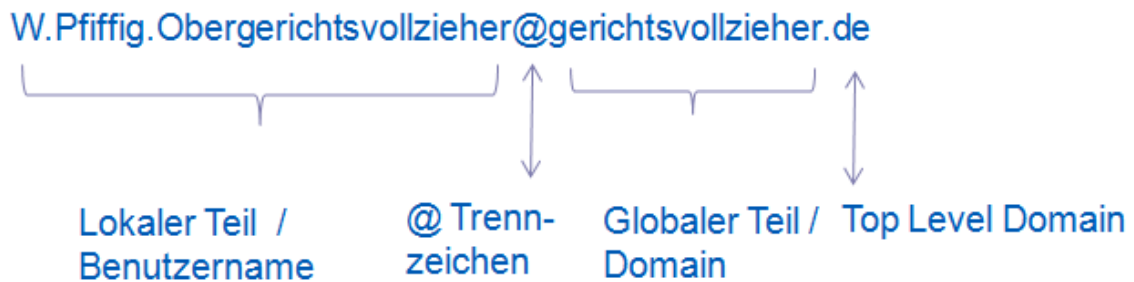 W.Pfiffig.Obergerichtsvollzieher@gerichtsvollzieher.de
Lokaler Teil /
Benutzername
@ Trenn-
zeichen
Globaler Teil /
Domain
Top Level Domain